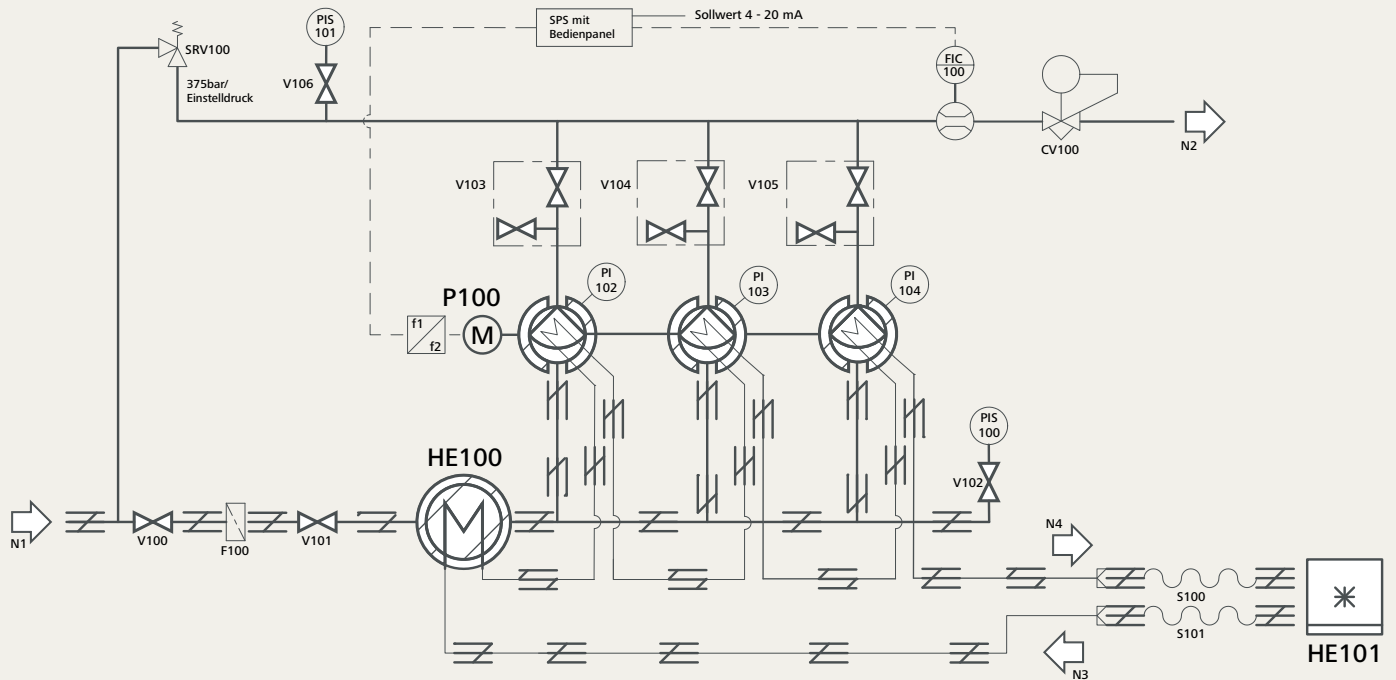 SPS mit
Bedienpanel
Sollwert 4 - 20 mA
PIS
101
SRV100
375bar/
Einstelldruck
V106
FIC
100
CV100
N2
V103
V104
V105
PI
102
PI
103
PI
104
P100
f1
f2
M
PIS
100
V102
HE100
N1
V100
F100
V101
N4
S100
S101
N3
HE101